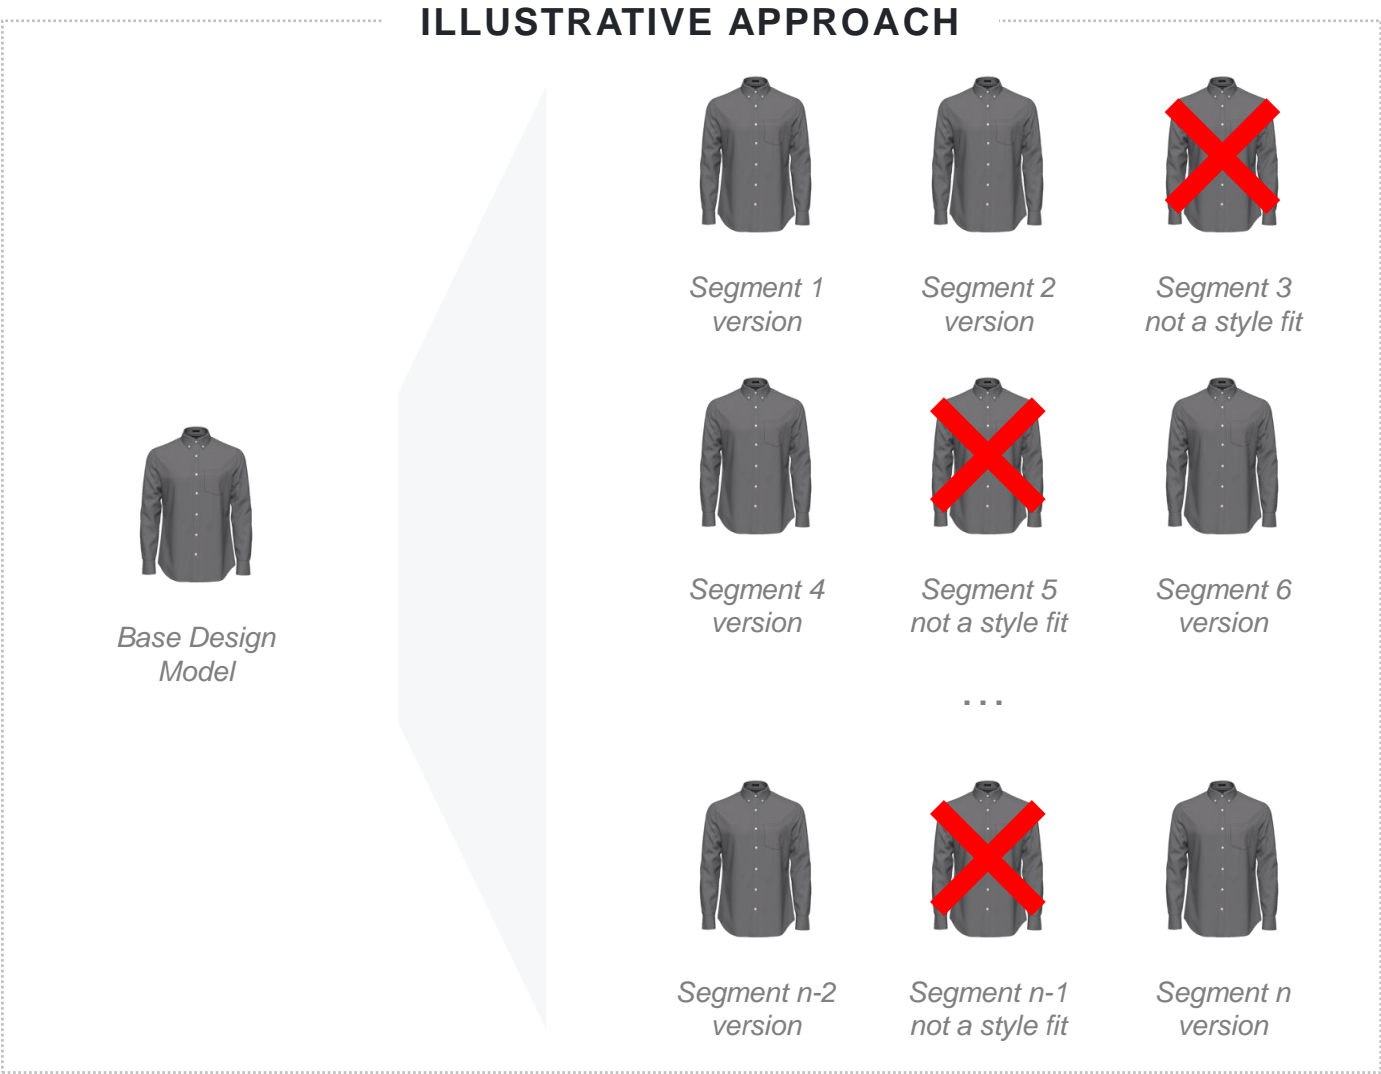 ILLUSTRATIVE APPROACH
Segment 1
version
Segment 2
version
Segment 3
not a style fit
Base Design
Model
Segment 4
version
Segment 5
not a style fit
Segment 6
version
...
Segment n-2
version
Segment n-1
not a style fit
Segment n
version